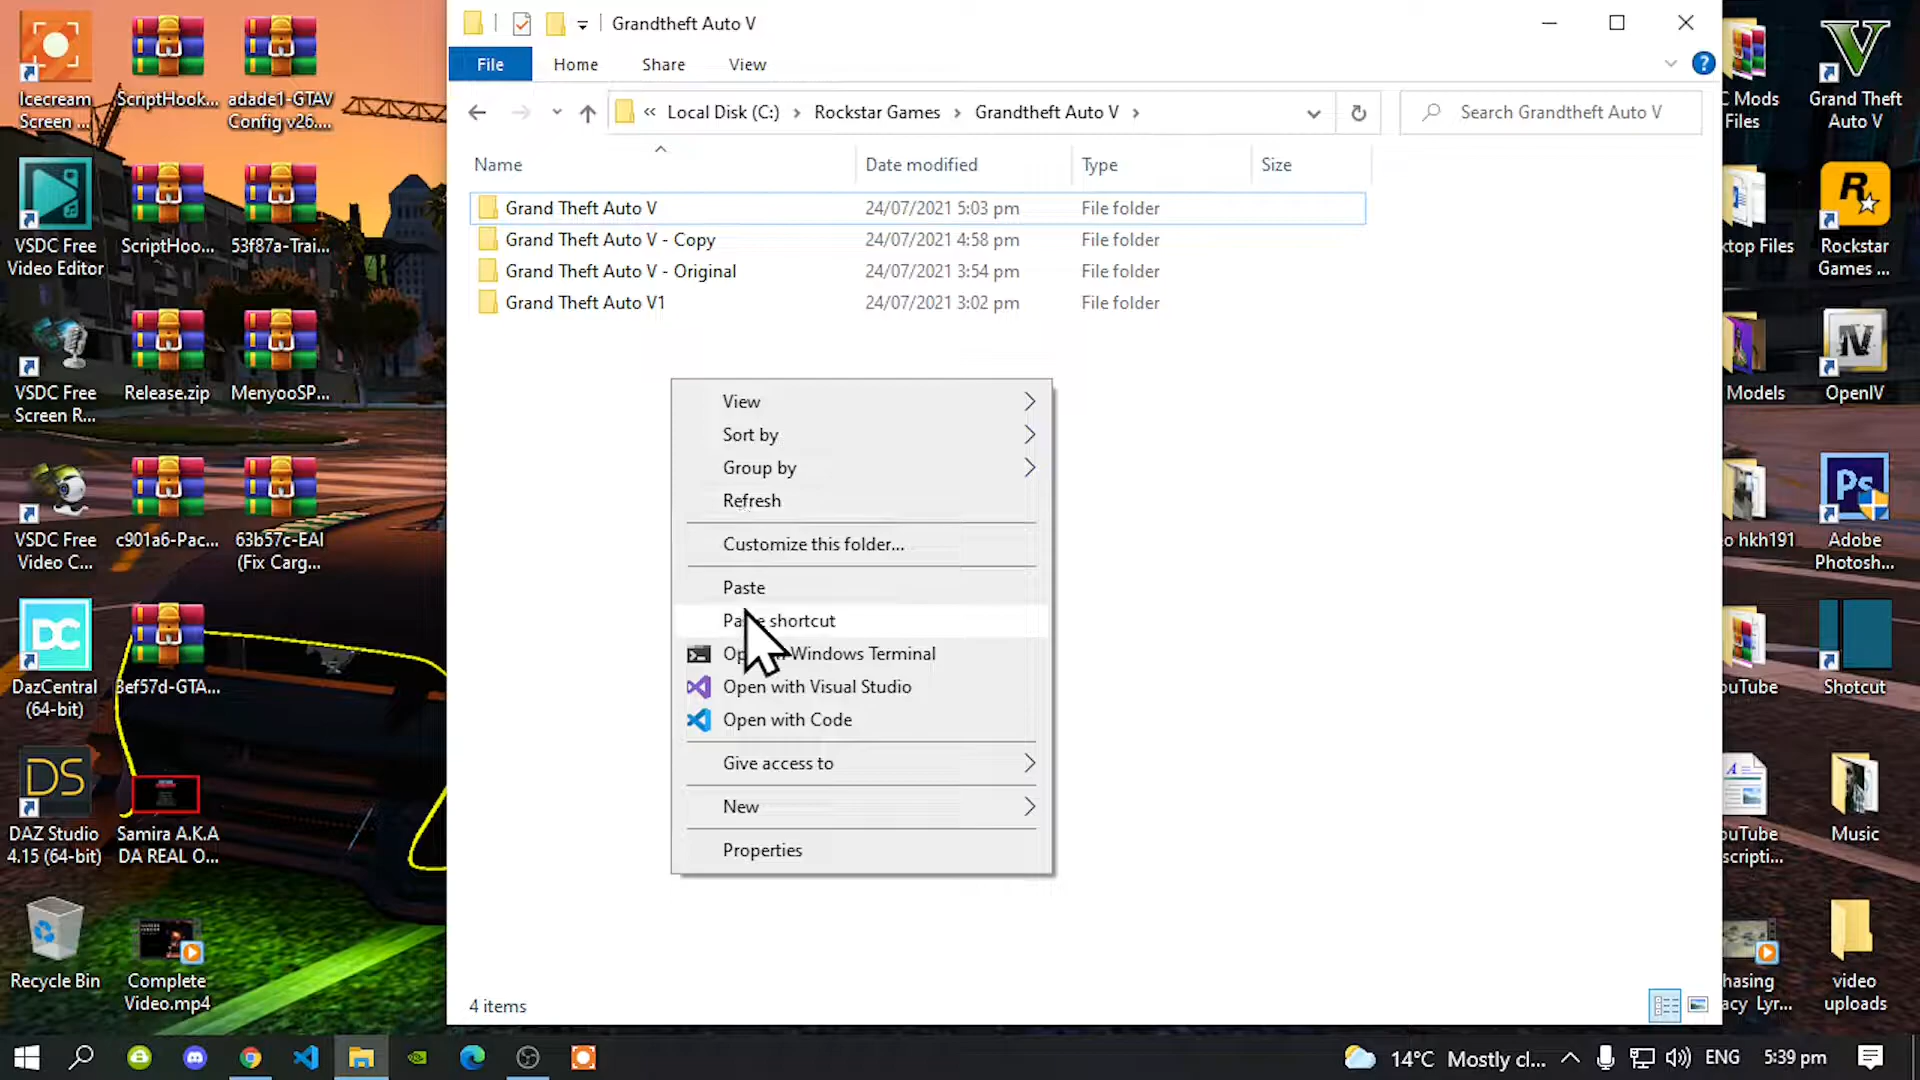 Icecream
Screen ...
ScriptHook...
adade1-GTAV
Config v26....
VSDC Free
Video Editor
ScriptHoo...
53f87a-Trai...
VSDC Free
Screen R...
Release.zip
MenyooSP...
VSDC Free
Video C...
c901a6-Pac...
63b57c-EAI
(Fix Carg...
DazCentral
(64-bit)
3ef57d-GTA...
DAZ Studio
4.15 (64-bit)
Samira A.K.A
DA REAL O...
Recycle Bin
Complete
Video.mp4
Grandtheft Auto V
File
Home
Share
View
« Local Disk (C:) > Rockstar Games > Grandtheft Auto V >
Search Grandtheft Auto V
Name
Date modified
Type
Size
Grand Theft Auto V 24/07/2021 5:03 pm File folder
Grand Theft Auto V - Copy 24/07/2021 4:58 pm File folder
Grand Theft Auto V - Original 24/07/2021 3:54 pm File folder
Grand Theft Auto V1 24/07/2021 3:02 pm File folder
View
Sort by
Group by
Refresh
Customize this folder...
Paste
shortcut
Windows Terminal
Open with Visual Studio
Open with Code
Give access to
New
Properties
4 items
C Mods
Files
Grand Theft
Auto V
ktop Files
Rockstar
Games ...
Models
OpenIV
o hkh191
Adobe
Photosh...
ouTube
Shotcut
ouTube
scripti...
Music
hasing
acy Lyr...
video
uploads
DC
DS
Ps
14°C Mostly cl...
ENG
5:39 pm